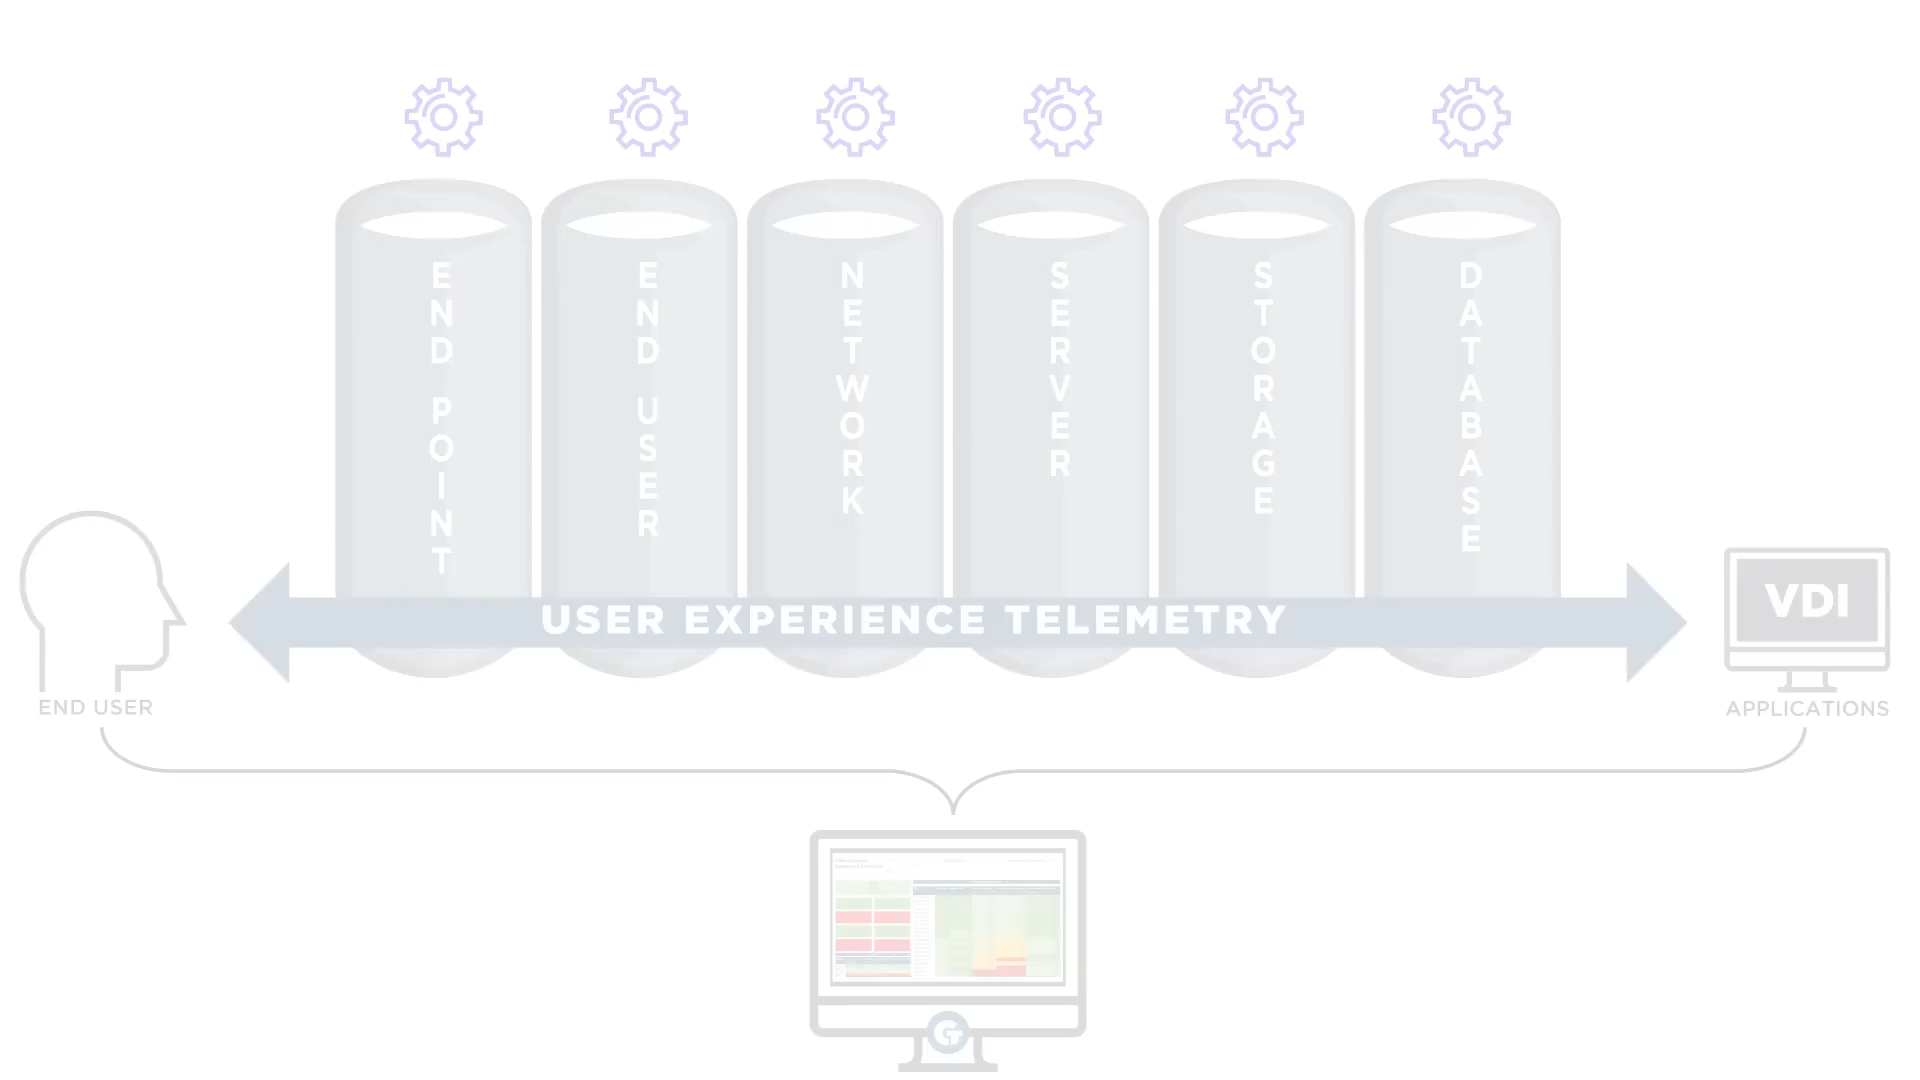 END POINT
END USER
NETWORK
SERVER
STORAGE
DATABASE
USER EXPERIENCE TELEMETRY
VDI
END USER
APPLICATIONS
G